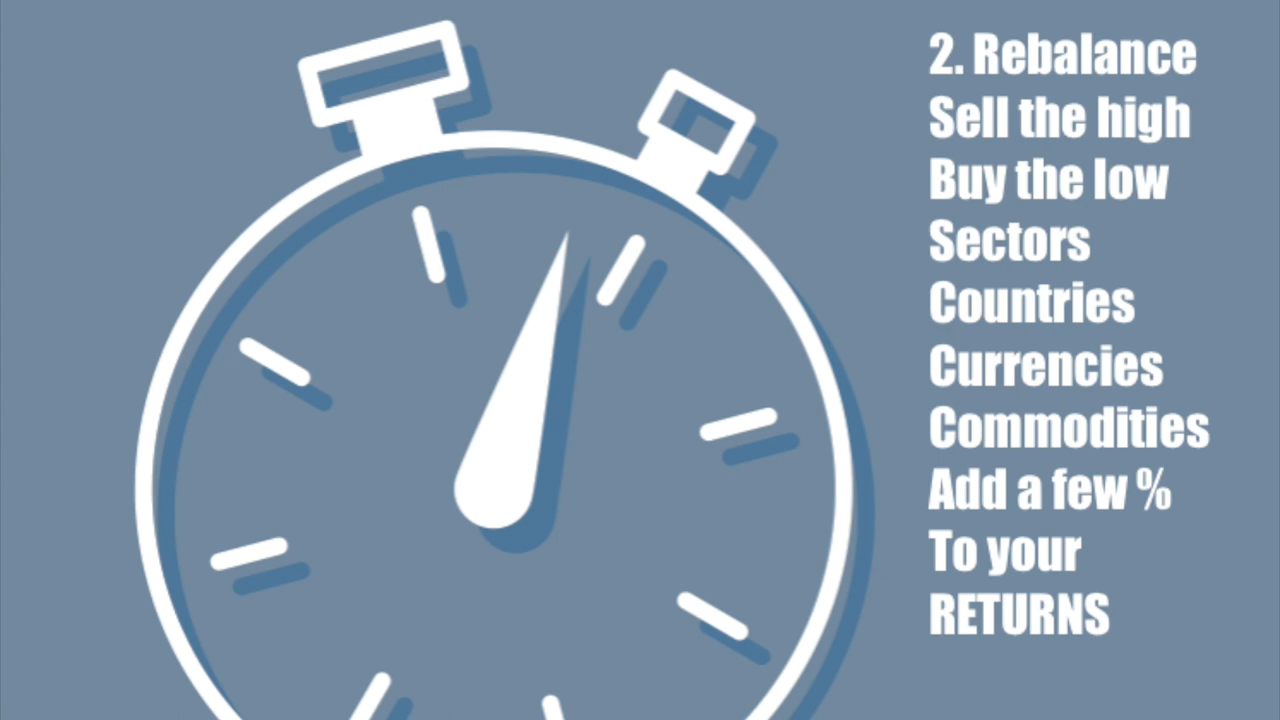 2. Rebalance
Sell the high
Buy the low
Sectors
Countries
Currencies
Commodities
Add a few %
To your
RETURNS